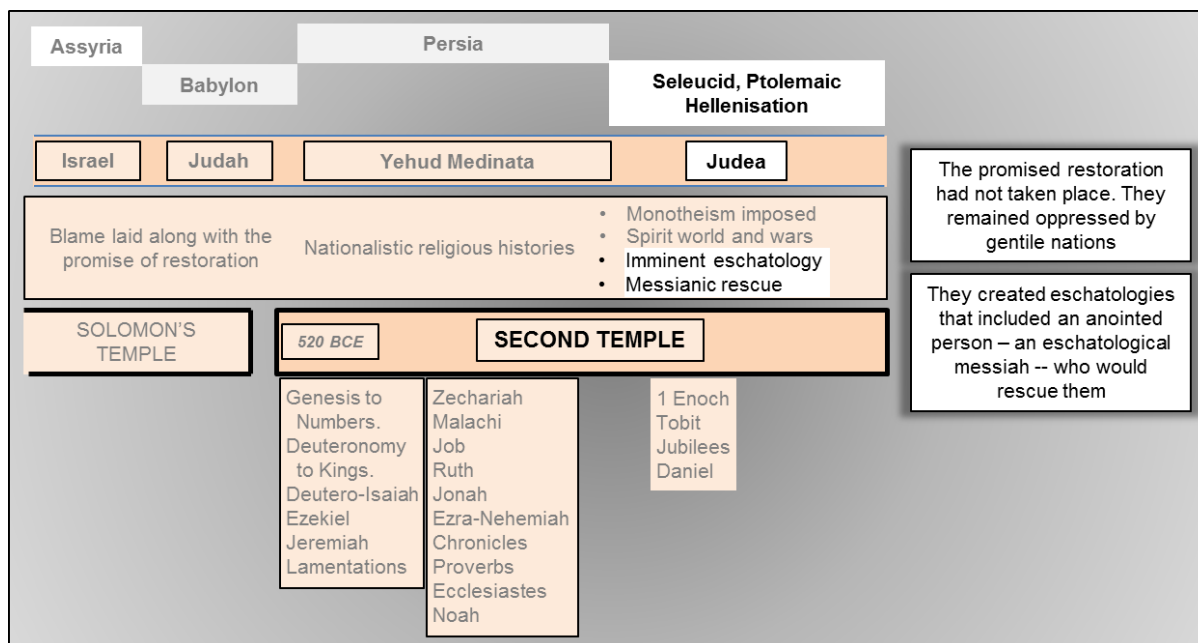 Assyria
Persia
Babylon
Seleucid, Ptolemaic
Hellenisation
Israel
Judah
Yehud Medinata
Judea
Blame laid along with the
promise of restoration
Nationalistic religious histories
• Monotheism imposed
• Spirit world and wars
• Imminent eschatology
• Messianic rescue
SOLOMON'S
TEMPLE
520 BCE
SECOND TEMPLE
Genesis to
Numbers.
Deuteronomy
to Kings.
Deutero-Isaiah
Ezekiel
Jeremiah
Lamentations
Zechariah
Malachi
Job
Ruth
Jonah
Ezra-Nehemiah
Chronicles
Proverbs
Ecclesiastes
Noah
1 Enoch
Tobit
Jubilees
Daniel
The promised restoration
had not taken place. They
remained oppressed by
gentile nations
They created eschatologies
that included an anointed
person – an eschatological
messiah -- who would
rescue them